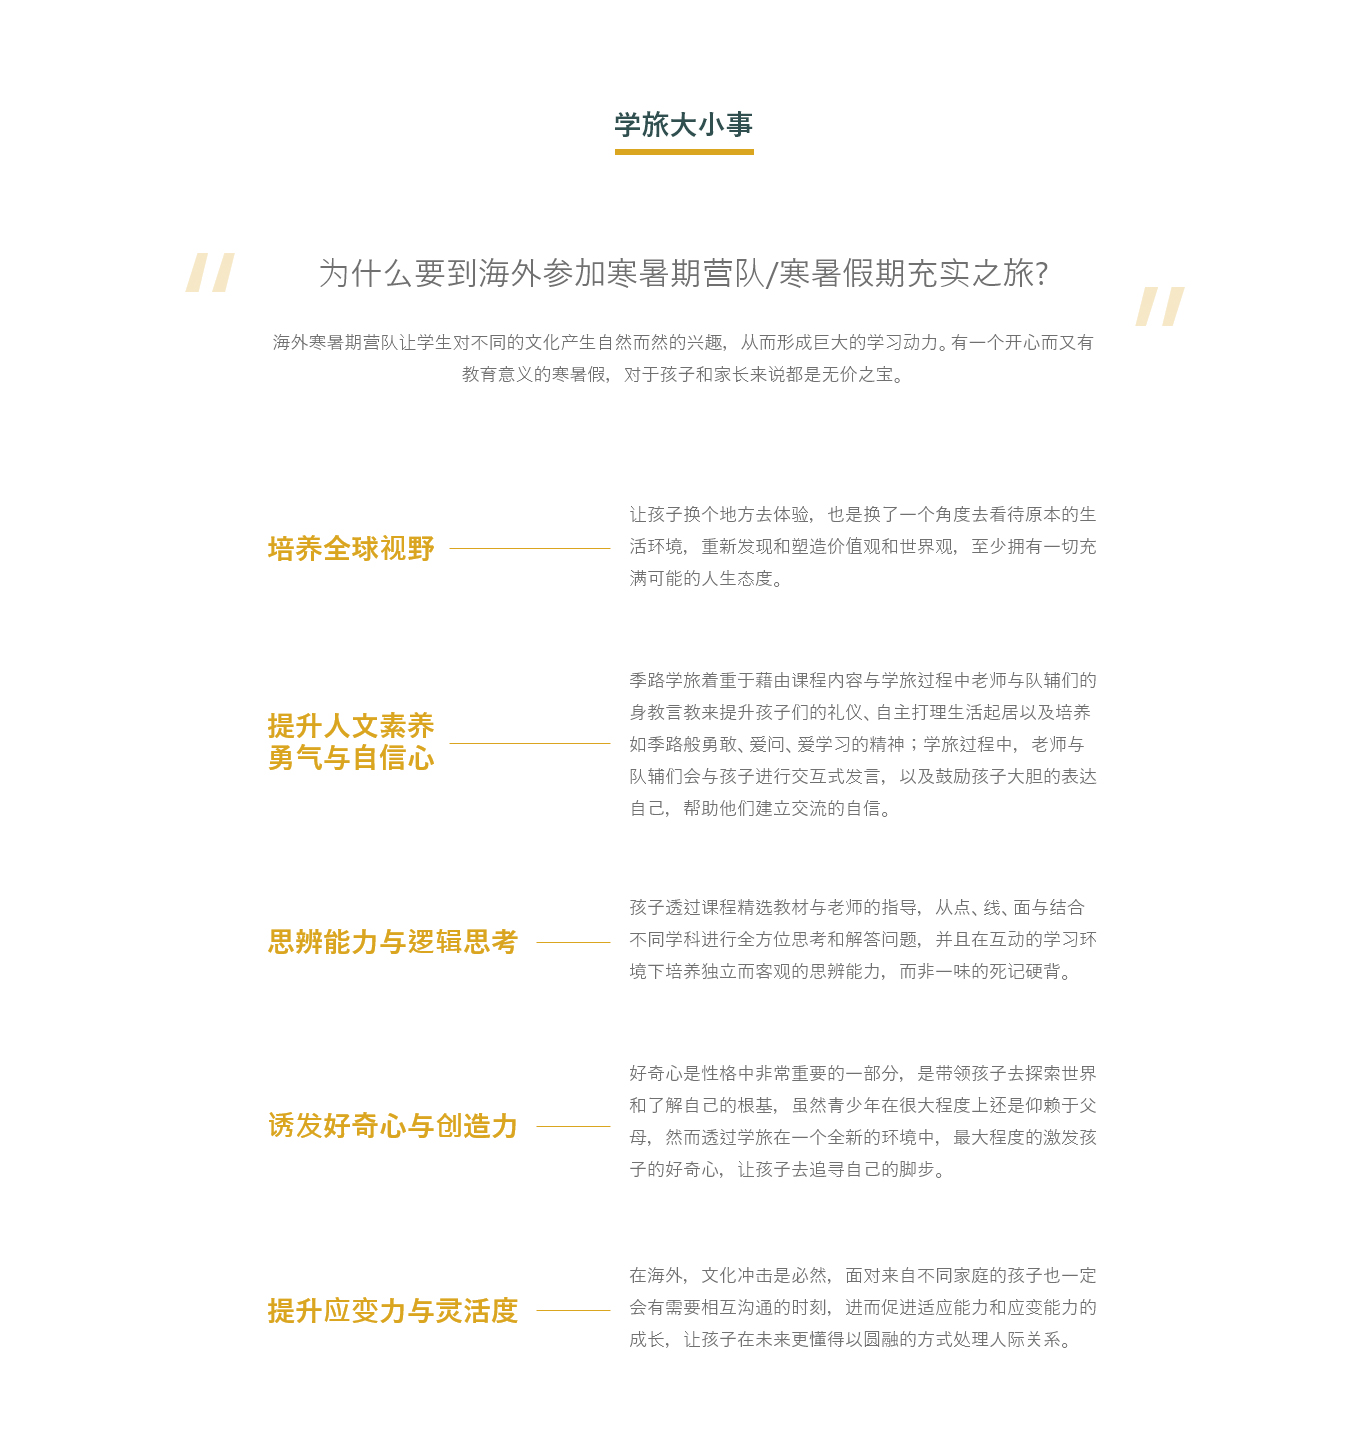 学旅大小事
为什么要到海外参加寒暑期营队/寒暑假期充实之旅?
海外寒暑期营队让学生对不同的文化产生自然而然的兴趣，从而形成巨大的学习动力。有一个开心而又有
教育意义的寒暑假，对于孩子和家长来说都是无价之宝。
培养全球视野
让孩子换个地方去体验，也是换了一个角度去看待原本的生
活环境，重新发现和塑造价值观和世界观，至少拥有一切充
满可能的人生态度。
提升人文素养
勇气与自信心
季路学旅着重于藉由课程内容与学旅过程中老师与队辅们的
身教言教来提升孩子们的礼仪、自主打理生活起居以及培养
如季路般勇敢、爱问、爱学习的精神；学旅过程中，老师与
队辅们会与孩子进行交互式发言，以及鼓励孩子大胆的表达
自己，帮助他们建立交流的自信。
思辨能力与逻辑思考
孩子透过课程精选教材与老师的指导，从点、线、面与结合
不同学科进行全方位思考和解答问题，并且在互动的学习环
境下培养独立而客观的思辨能力，而非一味的死记硬背。
诱发好奇心与创造力
好奇心是性格中非常重要的一部分，是带领孩子去探索世界
和了解自己的根基，虽然青少年在很大程度上还是仰赖于父
母，然而透过学旅在一个全新的环境中，最大程度的激发孩
子的好奇心，让孩子去追寻自己的脚步。
提升应变力与灵活度
在海外，文化冲击是必然，面对来自不同家庭的孩子也一定
会有需要相互沟通的时刻，进而促进适应能力和应变能力的
成长，让孩子在未来更懂得以圆融的方式处理人际关系。